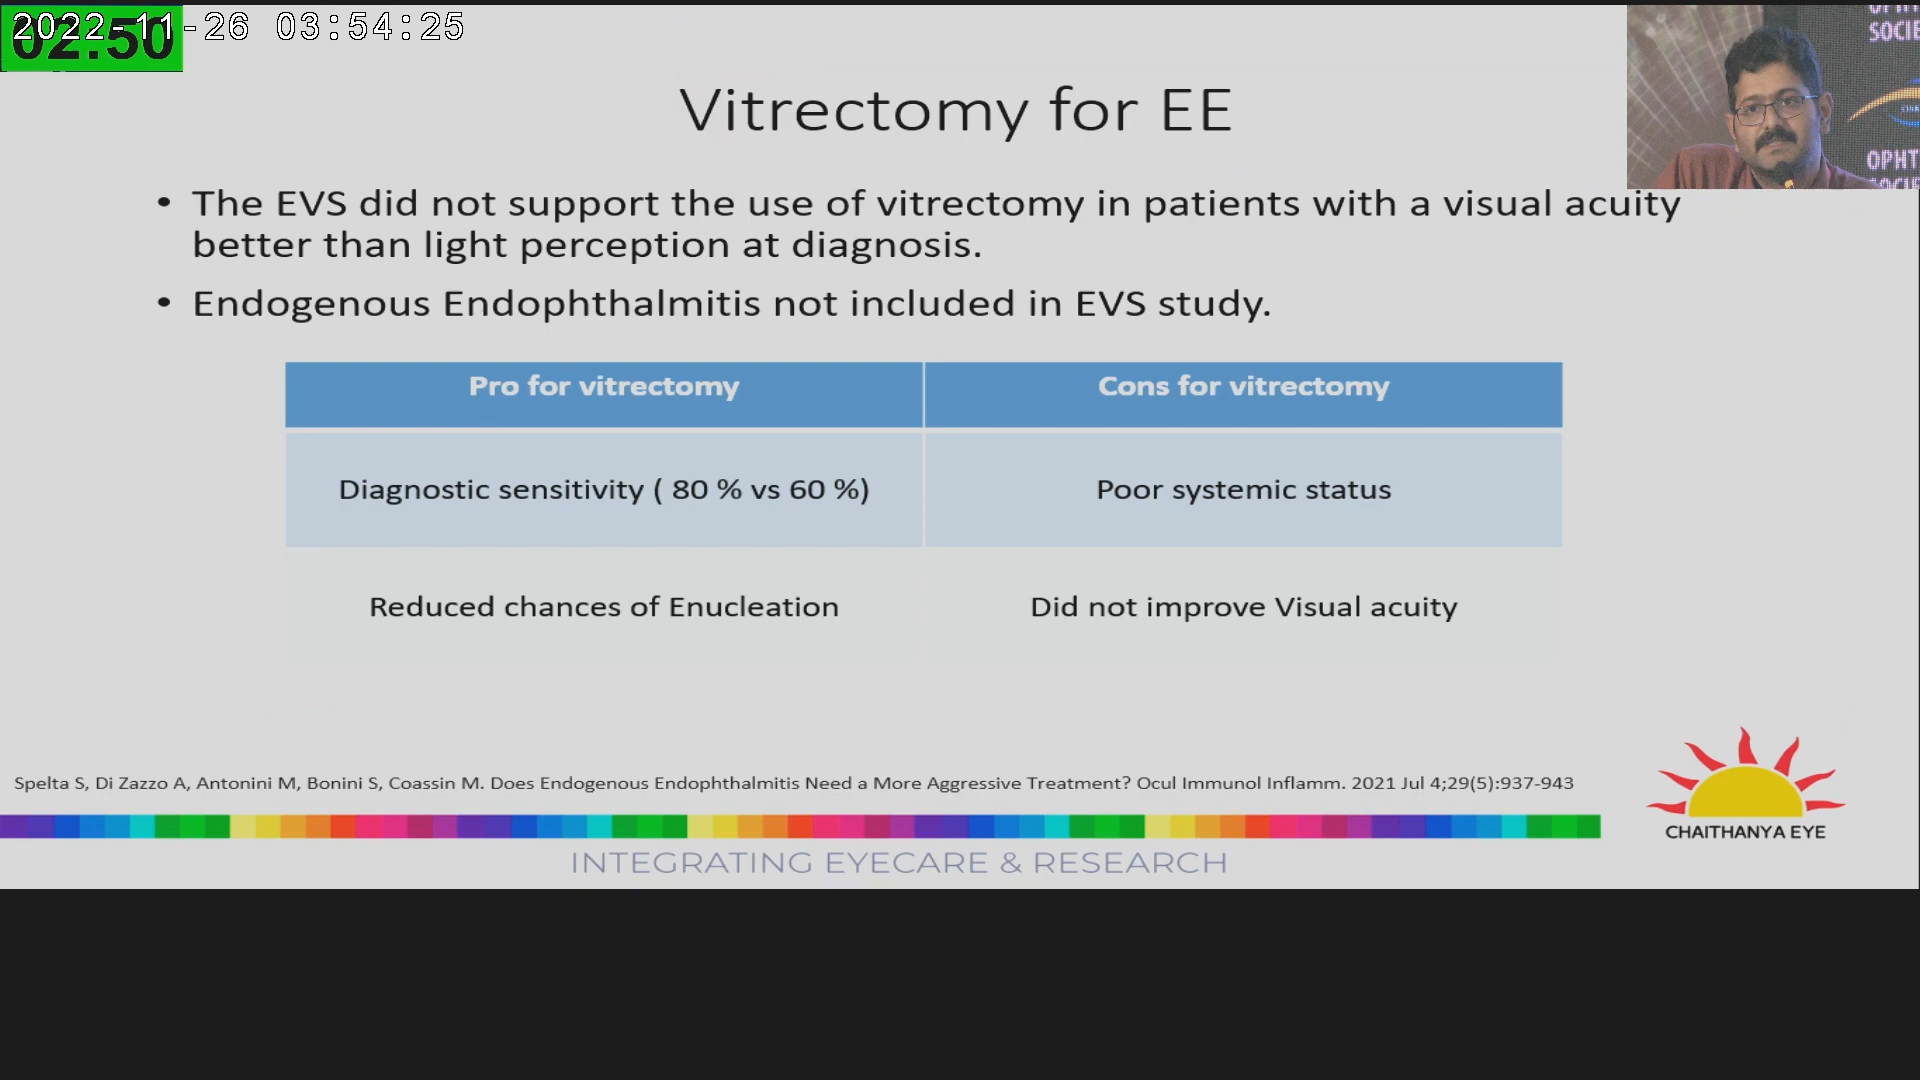 2022-11-26 03:54:25
02:50
OPHT
SOCIE
OPHT
Vitrectomy for EE
• The EVS did not support the use of vitrectomy in patients with a visual acuity
better than light perception at diagnosis.
• Endogenous Endophthalmitis not included in EVS study.
Pro for vitrectomy
Cons for vitrectomy
Diagnostic sensitivity ( 80 % vs 60 %)
Poor systemic status
Reduced chances of Enucleation
Did not improve Visual acuity
Spelta S, Di Zazzo A, Antonini M, Bonini S, Coassin M. Does Endogenous Endophthalmitis Need a More Aggressive Treatment? Ocul Immunol Inflamm. 2021 Jul 4;29(5):937-943
CHAITHANYA EYE
INTEGRATING EYECARE & RESEARCH